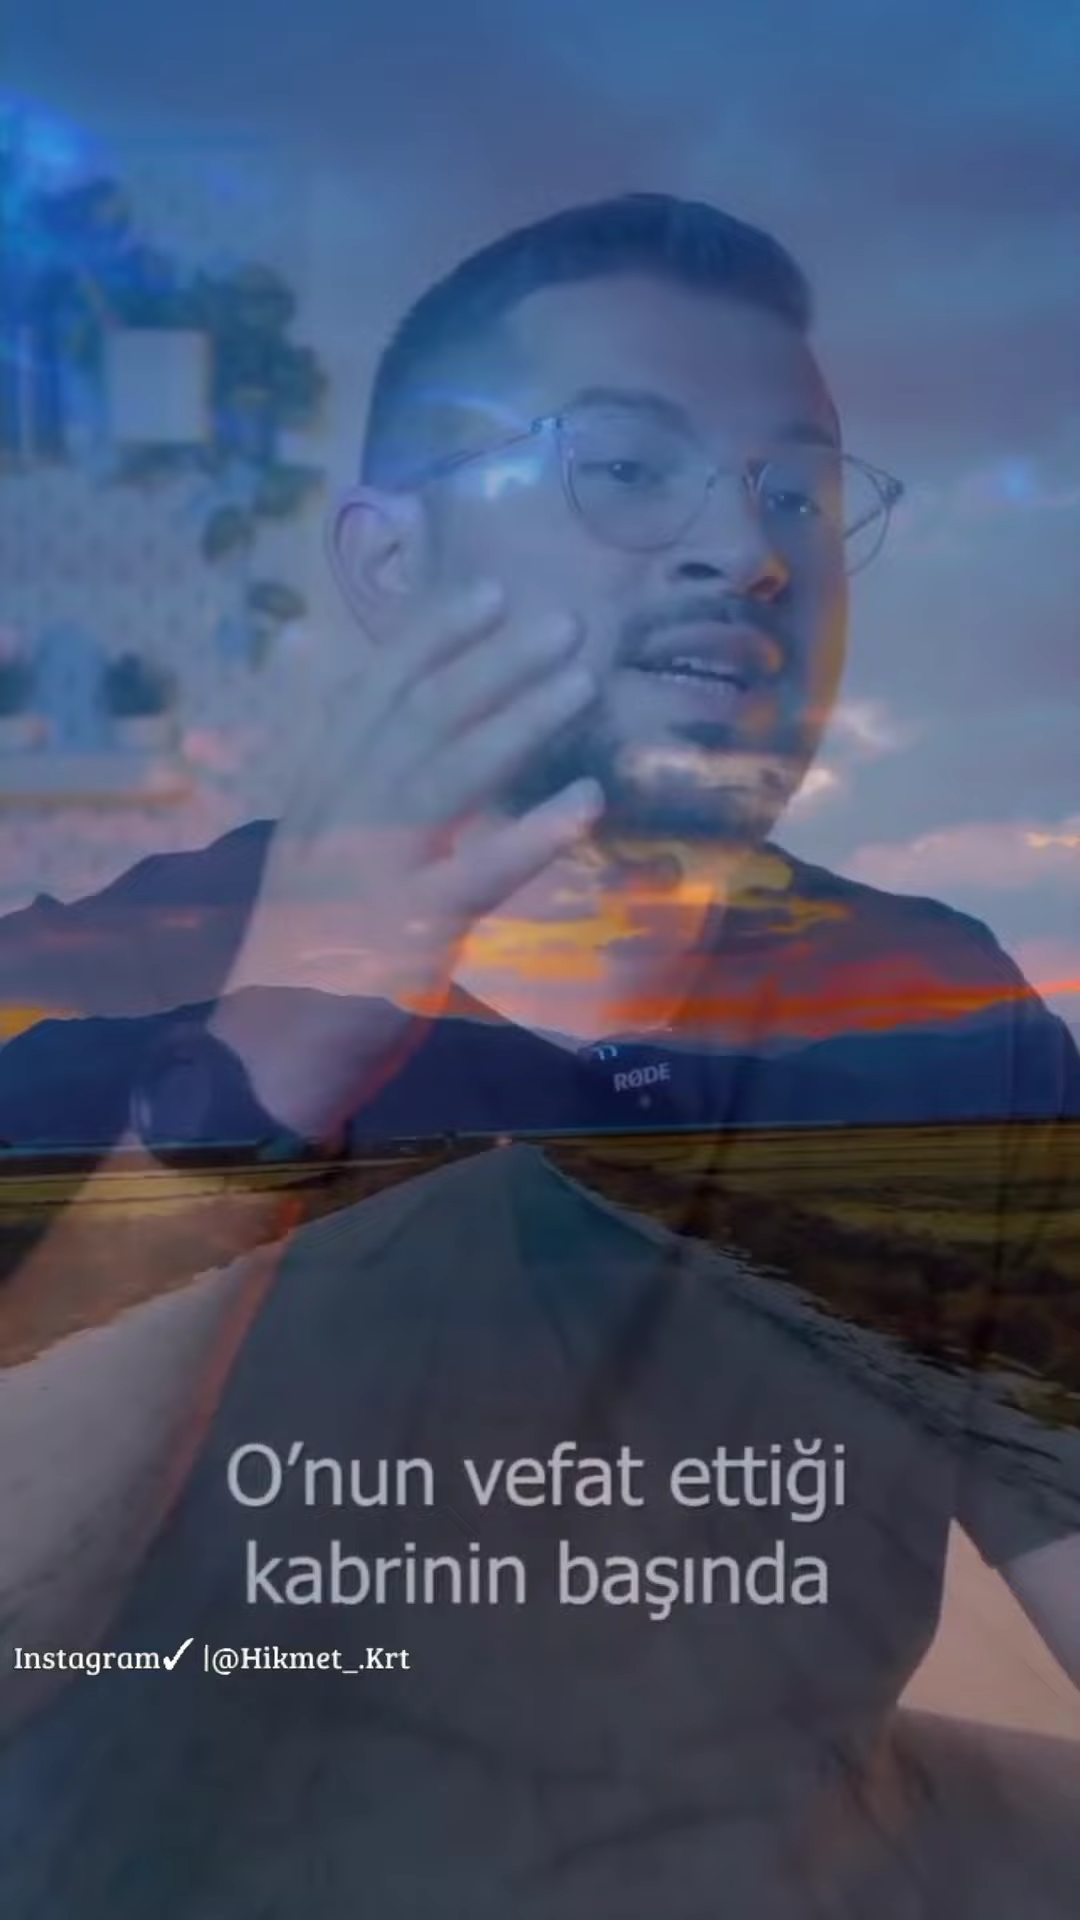 RØDE
O’nun vefat ettiği
kabrinin başında
Instagram✓ |@Hikmet_.Krt